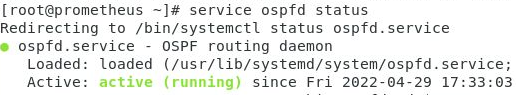 [root@prometheus ~]# service ospfd status
Redirecting to /bin/systemctl status ospfd.service
● ospfd.service - OSPF routing daemon
Loaded: loaded (/usr/lib/systemd/system/ospfd.service;
Active: active (running) since Fri 2022-04-29 17:33:03